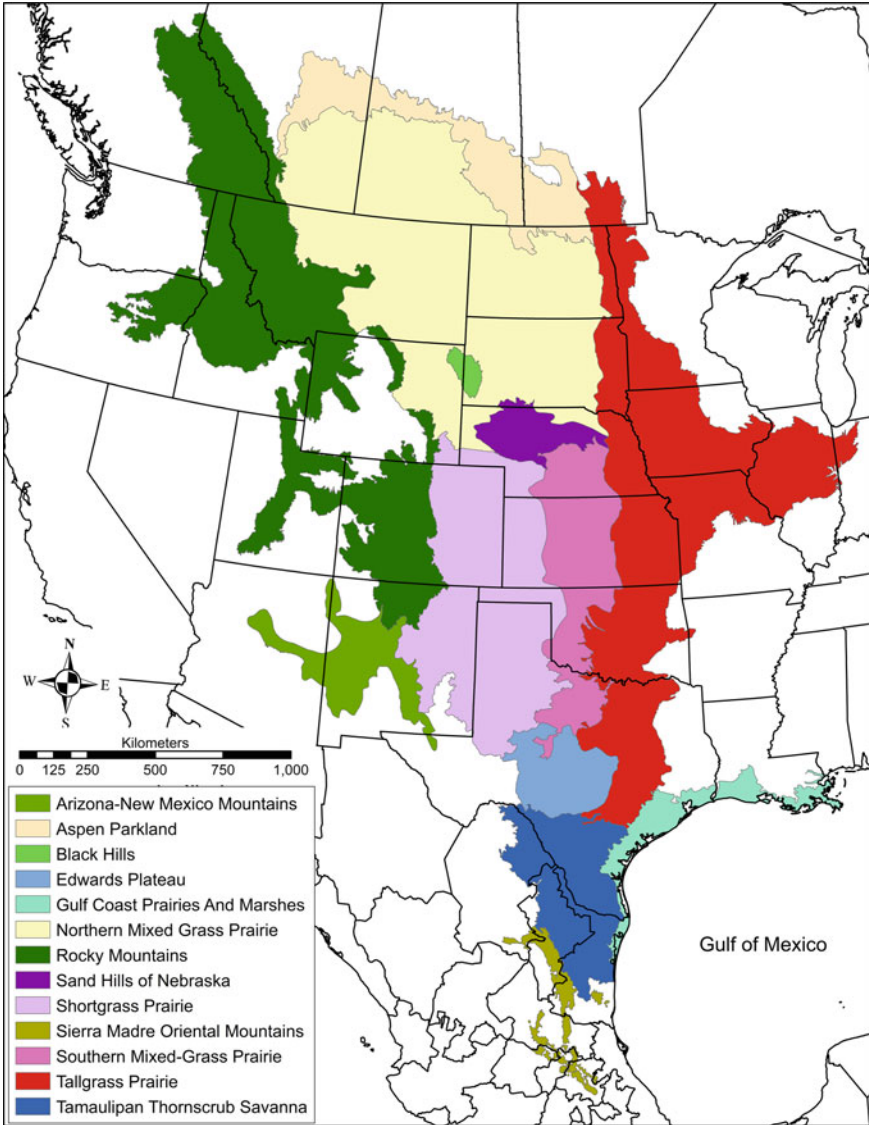 N
W E
S
Kilometers
0 125 250 500 750 1,000
Arizona-New Mexico Mountains
Aspen Parkland
Black Hills
Edwards Plateau
Gulf Coast Prairies And Marshes
Northern Mixed Grass Prairie
Rocky Mountains
Sand Hills of Nebraska
Shortgrass Prairie
Sierra Madre Oriental Mountains
Southern Mixed-Grass Prairie
Tallgrass Prairie
Tamaulipan Thornscrub Savanna
Gulf of Mexico